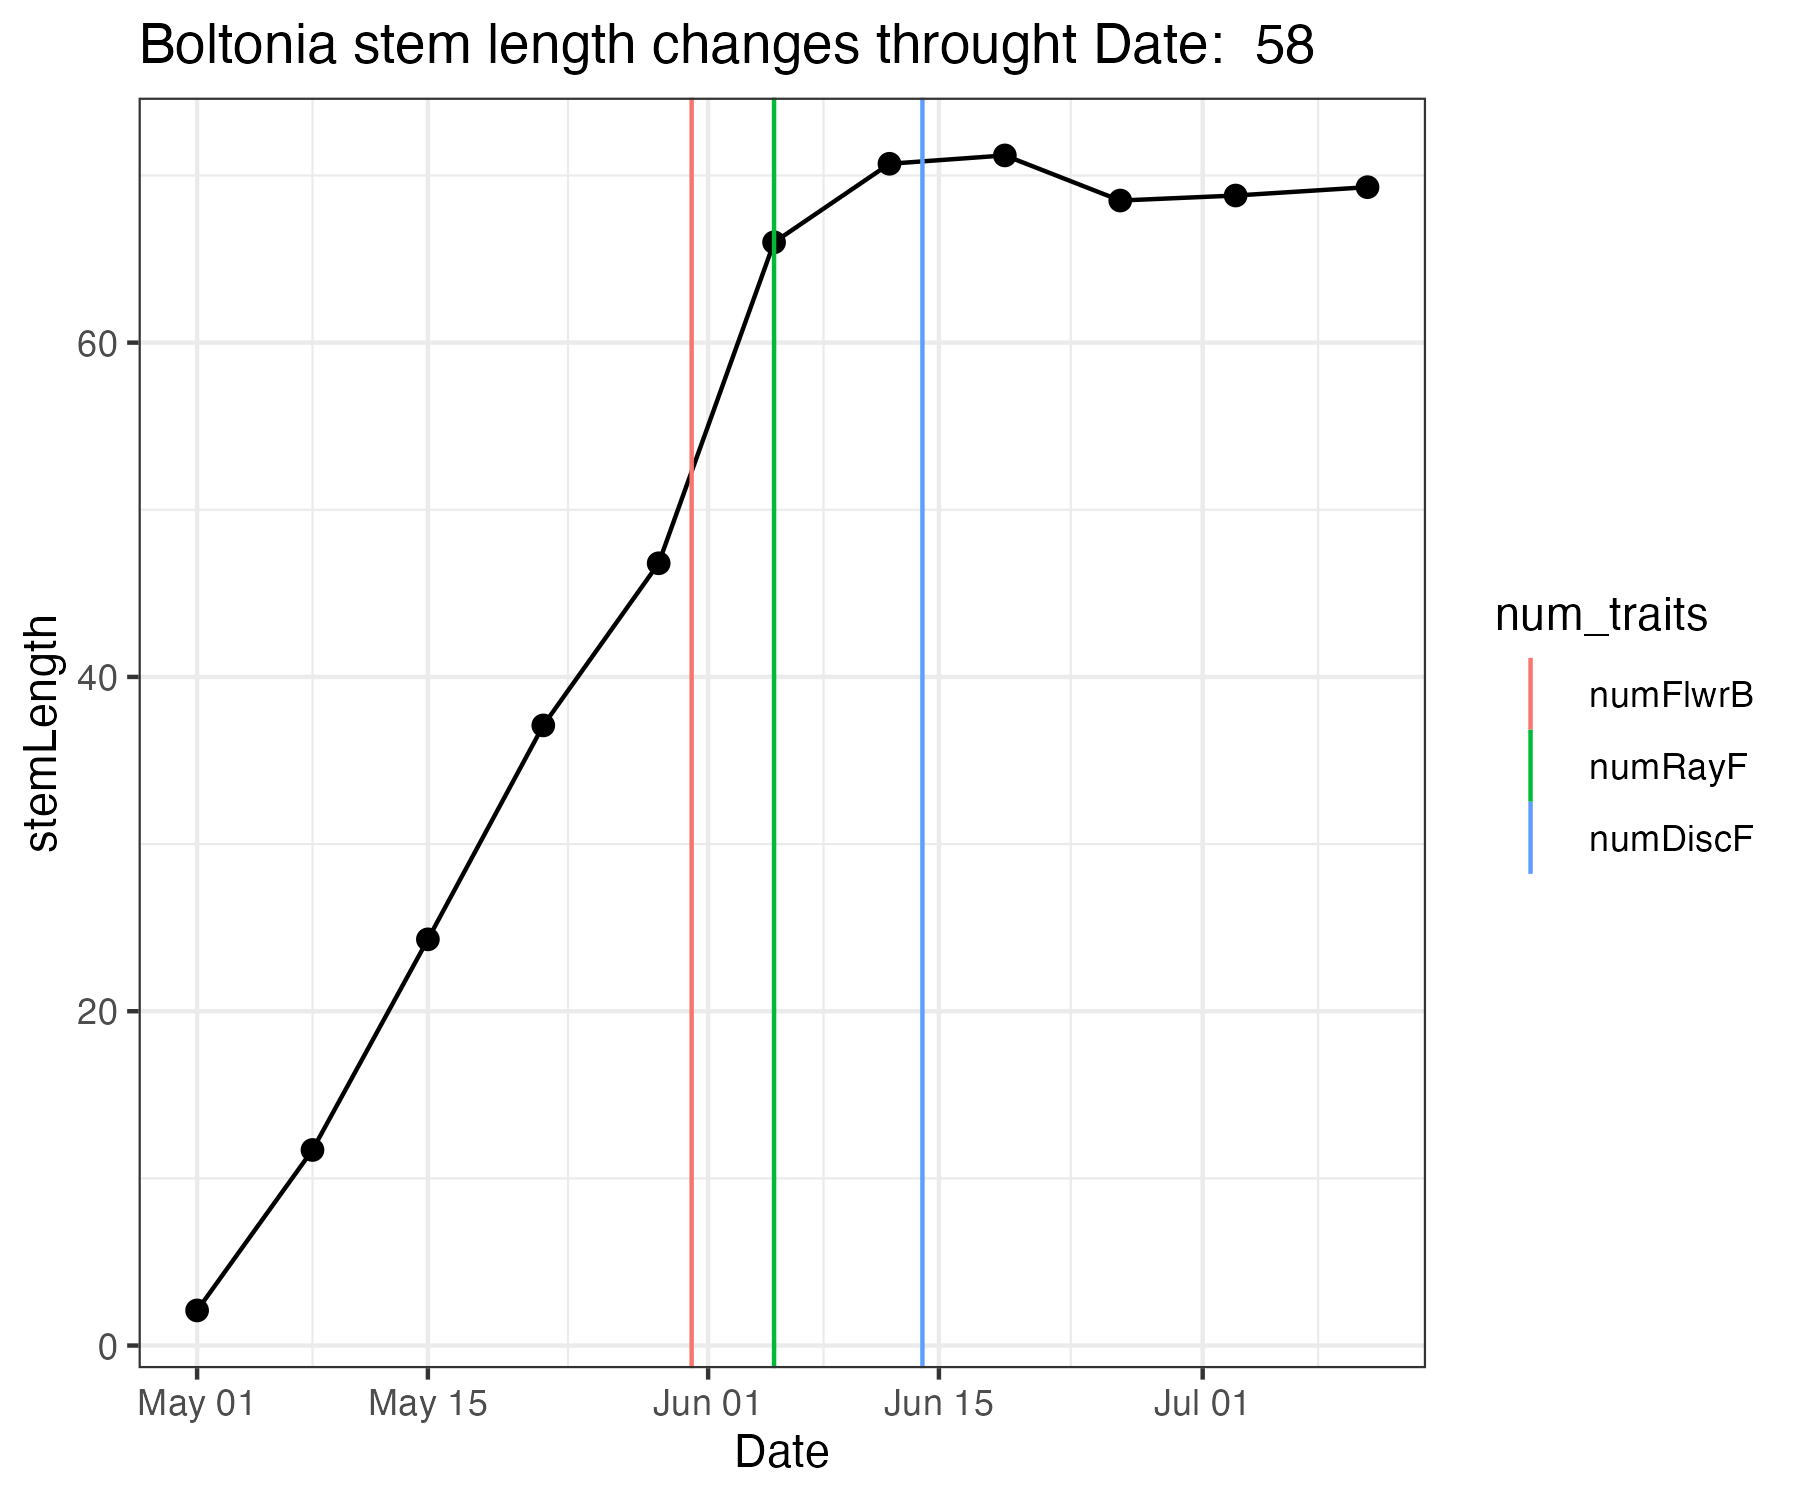 Boltonia stem length changes throught Date:  58
stemLength
60
40
20
0
May 01
May 15
Jun 01
Jun 15
Jul 01
Date
num_traits
numFlwrB
numRayF
numDiscF